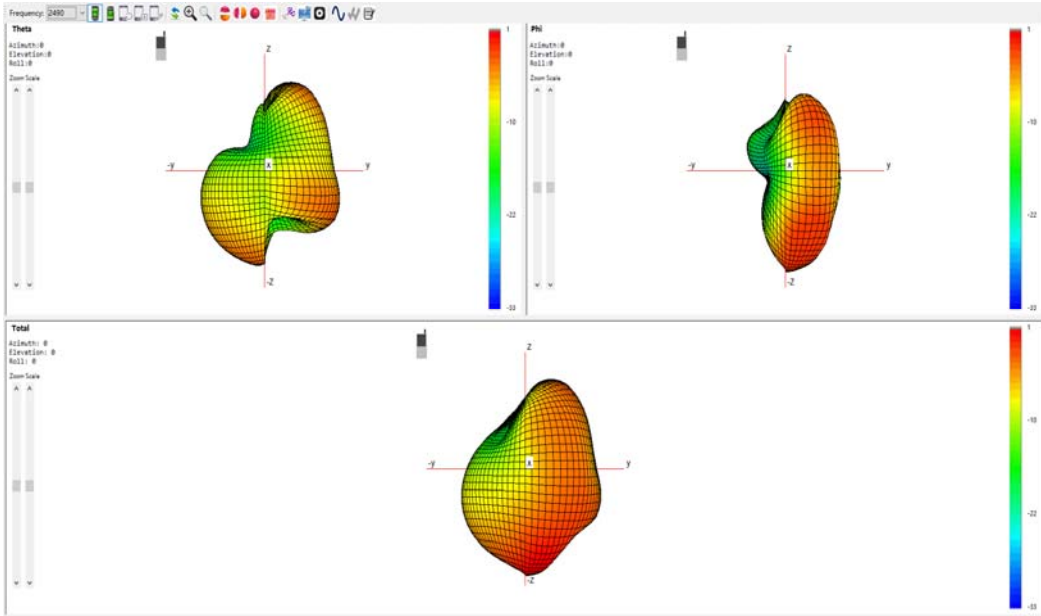 Frequency: 2490
Theta
Azimuth:0
Elevation:0
Roll:0
Zoom Scale
z
-y
x
y
-z
1
-10
-22
-33
Phi
Azimuth:0
Elevation:0
Roll:0
Zoom Scale
z
-y
x
y
-z
1
-10
-22
-33
Total
Azimuth: 0
Elevation: 0
Roll: 0
Zoom Scale
z
-y
x
y
-z
1
-10
-22
-33